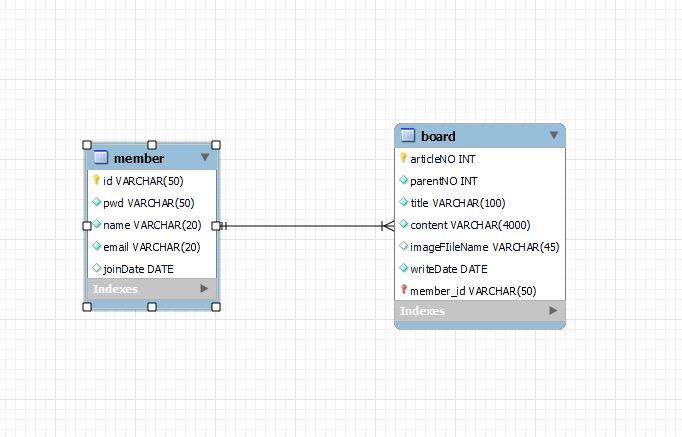 member
id VARCHAR(50)
pwd VARCHAR(50)
name VARCHAR(20)
email VARCHAR(20)
joinDate DATE
Indexes
board
articleNO INT
parentNO INT
title VARCHAR(100)
content VARCHAR(4000)
imageFIileName VARCHAR(45)
writeDate DATE
member_id VARCHAR(50)
Indexes